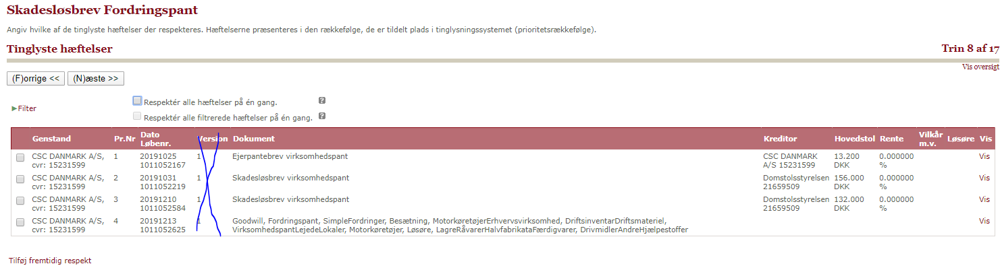 Skadesløsbrev Fordringspant
Angiv hvilke af de tinglyste hæftelser der respekteres. Hæftelserne præsenteres i den rækkefølge, de er tildelt plads i tinglysningssystemet (prioritetsrækkefølge).
Tinglyste hæftelser Trin 8 af 17
Vis oversigt
(F)orrige << (N)æste >>
Respektér alle hæftelser på én gang. ?
Filter
Respektér alle filtrerede hæftelser på én gang. ?
Genstand Pr.Nr Dato Løbenr. Version Dokument Kreditor Hovedstol Rente Vilkår m.v. Løsøre Vis
CSC DANMARK A/S, 1 20191025 1 Ejerpantebrev virksomhedspant CSC DANMARK 13.200 0.000000 Vis
cvr: 15231599 1011052167 A/S 15231599 DKK %
CSC DANMARK A/S, 2 20191031 1 Skadesløsbrev virksomhedspant Domstolsstyrelsen 156.000 0.000000 Vis
cvr: 15231599 1011052219 21659509 DKK %
CSC DANMARK A/S, 3 20191210 1 Skadesløsbrev virksomhedspant Domstolsstyrelsen 132.000 0.000000 Vis
cvr: 15231599 1011052584 21659509 DKK %
CSC DANMARK A/S, 4 20191213 1 Goodwill, Fordringspant, SimpleFordringer, Besætning, MotorkøretøjerErhvervsvirksomhed, DriftsinventarDriftsmateriel, Vis
cvr: 15231599 1011052625 VirksomhedspantLejedeLokaler, Motorkøretøjer, Løsøre, LagreRåvarerHalvfabrikataFærdigvarer, DrivmidlerAndreHjælpestoffer
Tilføj fremtidig respekt